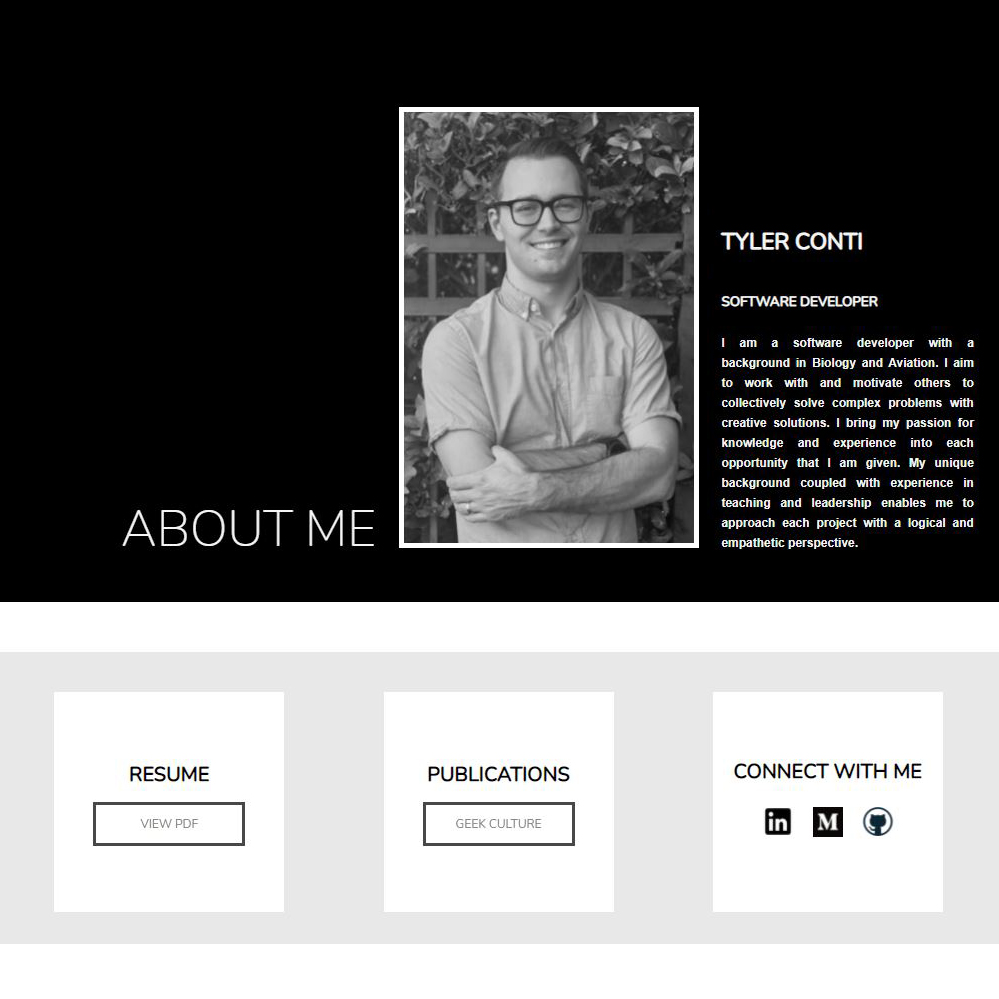 ABOUT ME
TYLER CONTI
SOFTWARE DEVELOPER
I am a software developer with a
background in Biology and Aviation. I aim
to work with and motivate others to
collectively solve complex problems with
creative solutions. I bring my passion for
knowledge and experience into each
opportunity that I am given. My unique
background coupled with experience in
teaching and leadership enables me to
approach each project with a logical and
empathetic perspective.
RESUME
VIEW PDF
PUBLICATIONS
GEEK CULTURE
CONNECT WITH ME
in
M